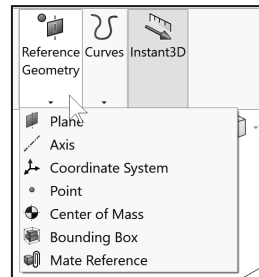 Reference Curves Instant3D
Geometry
Plane
Axis
Coordinate System
Point
Center of Mass
Bounding Box
Mate Reference